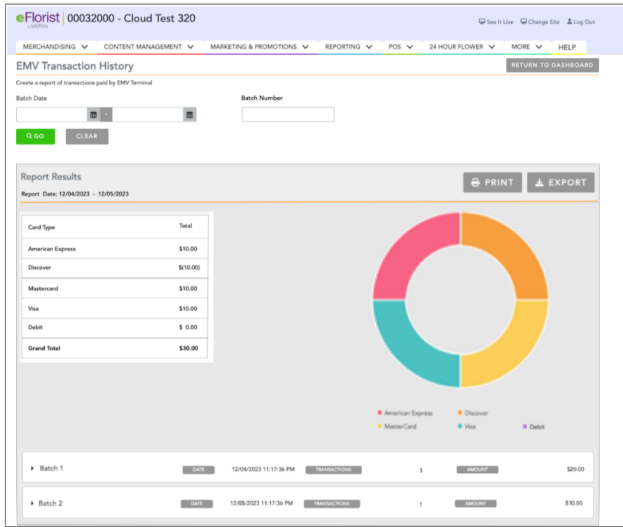 eFlorist 00032000 - Cloud Test 320
See It Live Change Site Log Out
MERCHANDISING CONTENT MANAGEMENT MARKETING & PROMOTIONS REPORTING POS 24 HOUR FLOWER MORE HELP
EMV Transaction History
RETURN TO DASHBOARD
Create a report of transactions paid by EMV Terminal
Batch Date Batch Number
-
GO CLEAR
Report Results
PRINT EXPORT
Report Date: 12/04/2023 - 12/05/2023
Card Type Total
American Express $10.00
Discover $(10.00)
Mastercard $10.00
Visa $10.00
Debit $ 0.00
Grand Total $30.00
American Express Discover
MasterCard Visa Debit
Batch 1 DATE 12/04/2023 11:17:36 PM TRANSACTIONS 3 AMOUNT $20.00
Batch 2 DATE 12/05/2023 11:17:36 PM TRANSACTIONS 1 AMOUNT $10.00